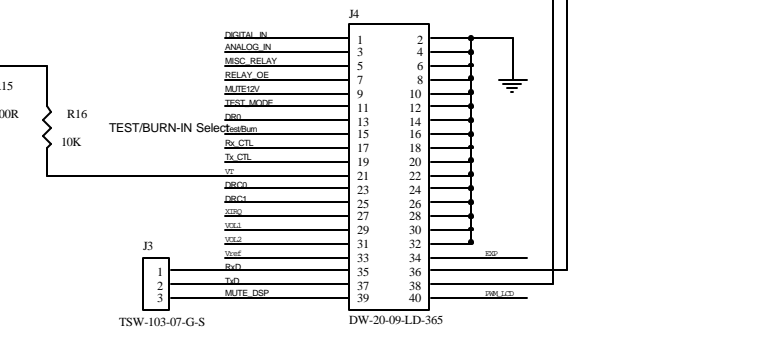 J4
DIGITAL_IN 1 2
ANALOG_IN 3 4
MISC_RELAY 5 6
RELAY_OE 7 8
MUTE12V 9 10
TEST_MODE 11 12
DR0 13 14
TEST/BURN-IN Select Test/Burn 15 16
Rx_CTL 17 18
Tx_CTL 19 20
VT 21 22
DRC0 23 24
DRC1 25 26
XIRQ 27 28
VOL1 29 30
VOL2 31 32
Vref 33 34 EXP
RxD 35 36
TxD 37 38
MUTE_DSP 39 40 PWM_LCD
DW-20-09-LD-365
15
00R
R16
10K
J3
1
2
3
TSW-103-07-G-S